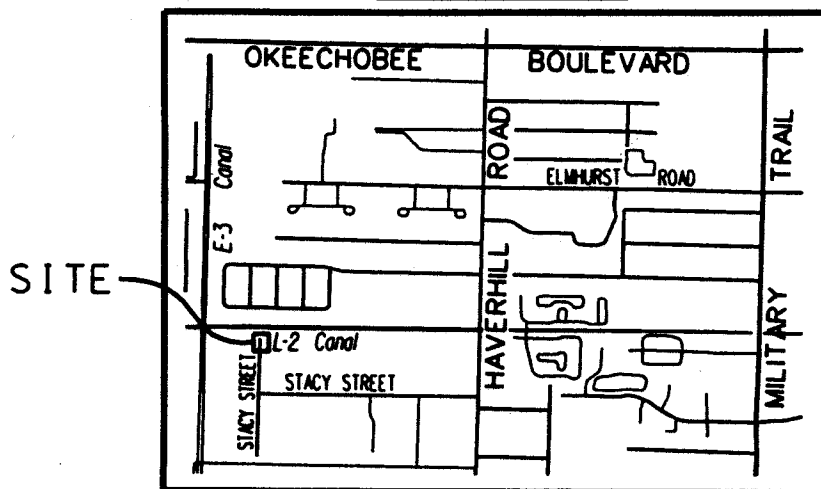 OKEECHOBEE BOULEVARD
ROAD
TRAIL
Canal
ELMHURST ROAD
E-3
SITE
HAVERHILL
MILITARY
L-2 Canal
STACY STREET
STACY STREET